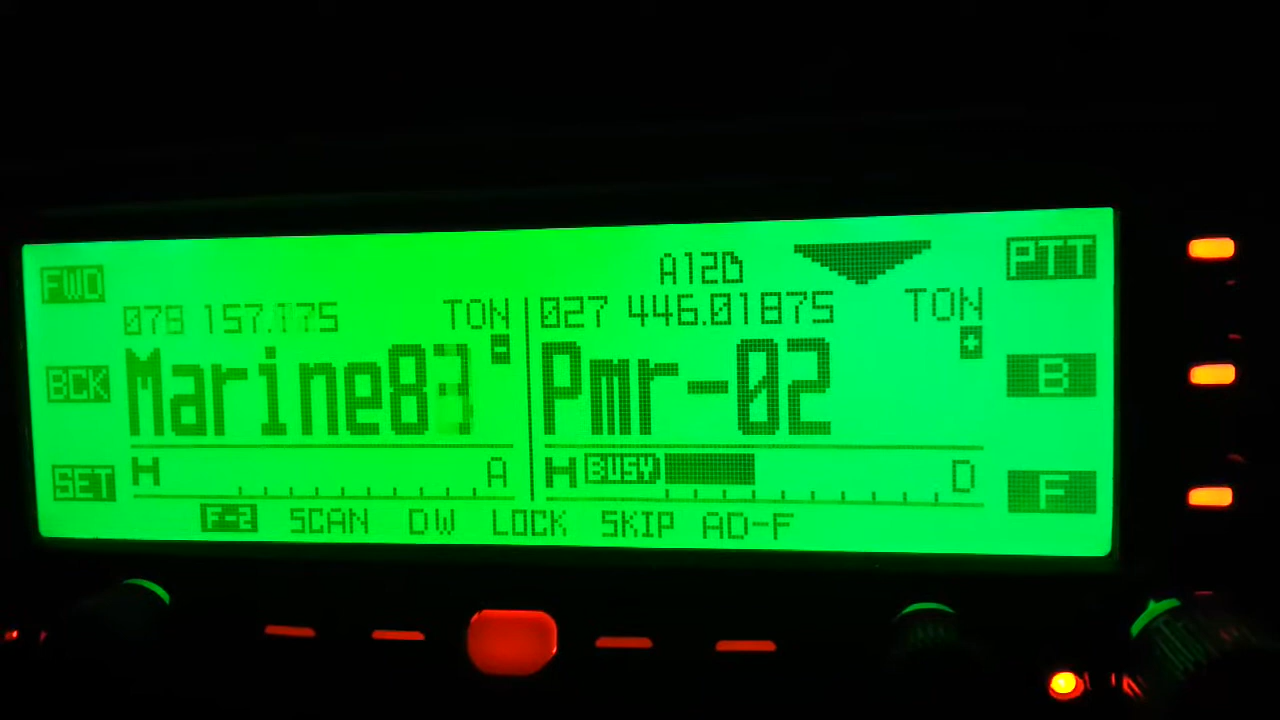 FWD A12D PTT
078 157.175 TON 027 446.01875 TON
- +
BCK Marine83 Pmr-02 B
SET H A H BUSY D F
F-2 SCAN DW LOCK SKIP AD-F